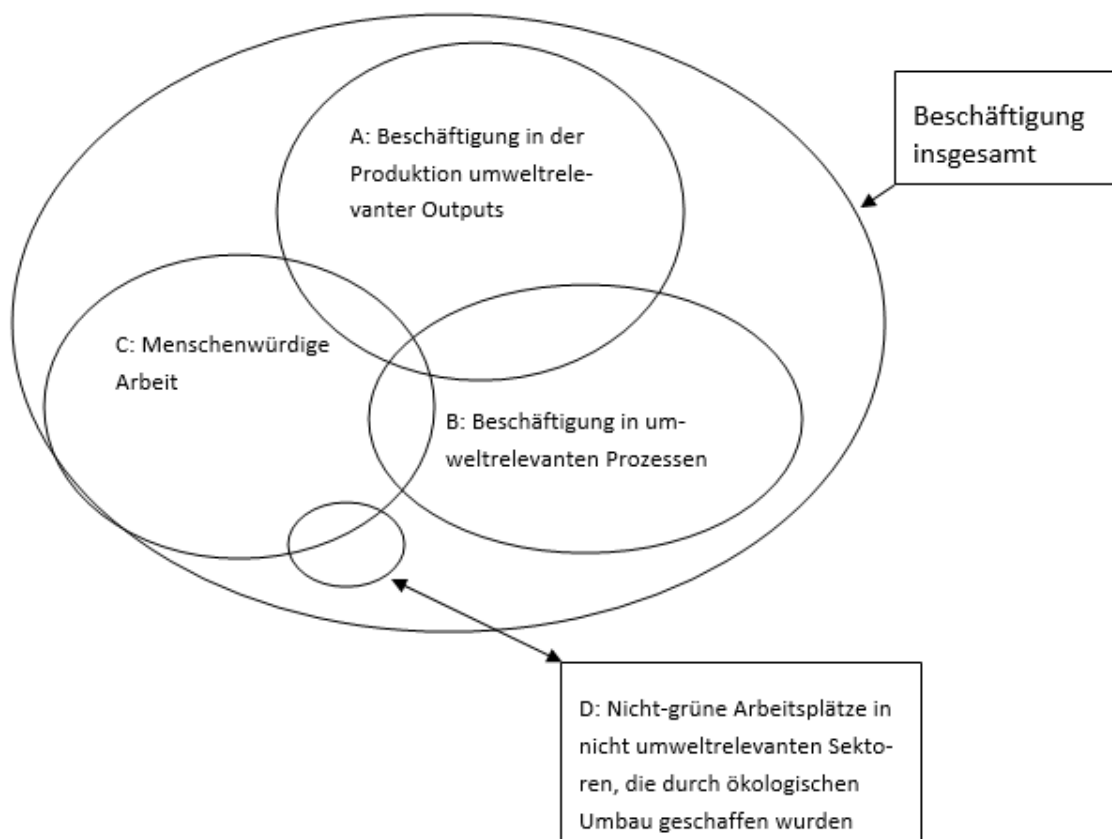 A: Beschäftigung in der
Produktion umweltrele-
vanter Outputs
Beschäftigung
insgesamt
C: Menschenwürdige
Arbeit
B: Beschäftigung in um-
weltrelevanten Prozessen
D: Nicht-grüne Arbeitsplätze in
nicht umweltrelevanten Sekto-
ren, die durch ökologischen
Umbau geschaffen wurden